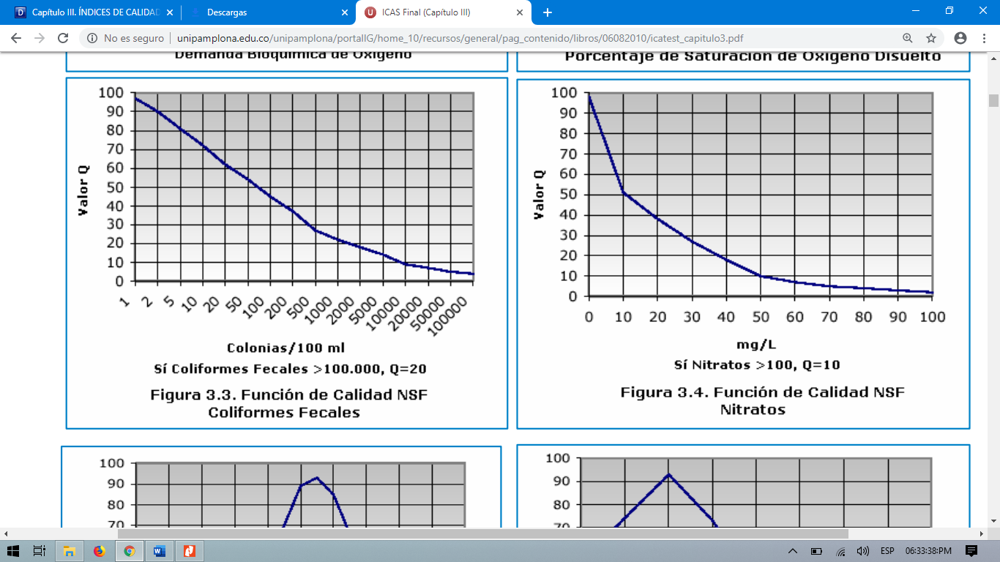 Capítulo III. ÍNDICES DE CALIDAD
Descargas
ICAS Final (Capítulo III)
No es seguro
unipamplona.edu.co/unipamplona/portalIG/home_10/recursos/general/pag_contenido/libros/06082010/icatest_capitulo3.pdf
Demanda Bioquímica de Oxígeno
Porcentaje de Saturación de Oxígeno Disuelto
100
90
80
70
60
50
40
30
20
10
0
Valor Q
1
2
5
10
20
50
100
200
500
1000
2000
5000
10000
20000
50000
100000
Colonias/100 ml
Sí Coliformes Fecales >100.000, Q=20
Figura 3.3. Función de Calidad NSF
Coliformes Fecales
100
90
80
70
60
50
40
30
20
10
0
Valor Q
0 10 20 30 40 50 60 70 80 90 100
mg/L
Sí Nitratos >100, Q=10
Figura 3.4. Función de Calidad NSF
Nitratos
100
90
80
70
100
90
80
70
ESP
06:33:38:PM